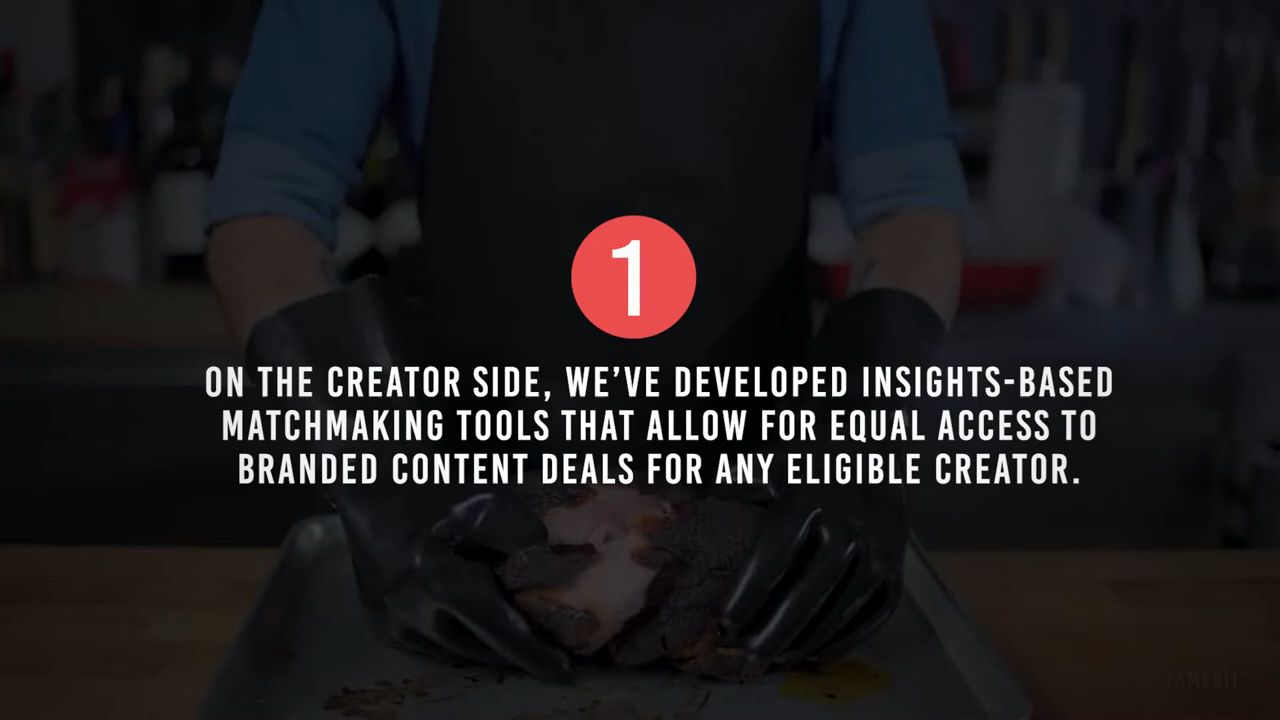 1
ON THE CREATOR SIDE, WE'VE DEVELOPED INSIGHTS-BASED
MATCHMAKING TOOLS THAT ALLOW FOR EQUAL ACCESS TO
BRANDED CONTENT DEALS FOR ANY ELIGIBLE CREATOR.
FAMEBIT